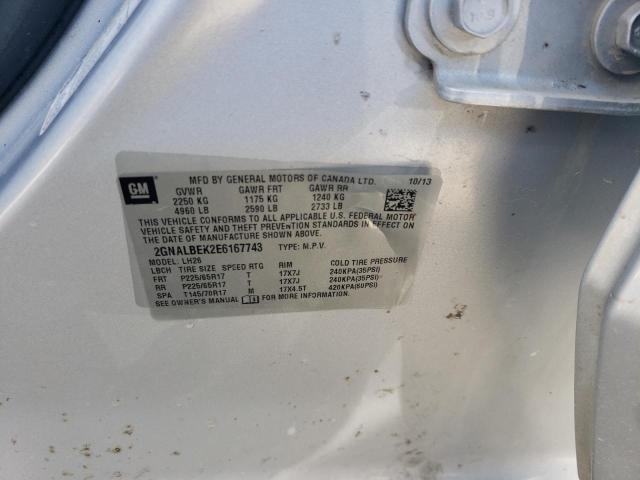 GM
MFD BY GENERAL MOTORS OF CANADA LTD. 10/13
GVWR GAWR FRT GAWR RR
2250 KG 1175 KG 1240 KG
4960 LB 2590 LB 2733 LB
THIS VEHICLE CONFORMS TO ALL APPLICABLE U.S. FEDERAL MOTOR
VEHICLE SAFETY AND THEFT PREVENTION STANDARDS IN EFFECT ON
THE DATE OF MANUFACTURE SHOWN ABOVE.
2GNALBEK2E6167743 TYPE: M.P.V.
MODEL: LH26
LBCH TIRE SIZE SPEED RTG RIM COLD TIRE PRESSURE
FRT P225/65R17 T 17X7J 240KPA(35PSI)
RR P225/65R17 T 17X7J 240KPA(35PSI)
SPA T145/70R17 M 17X4.5T 420KPA(60PSI)
SEE OWNER'S MANUAL FOR MORE INFORMATION.